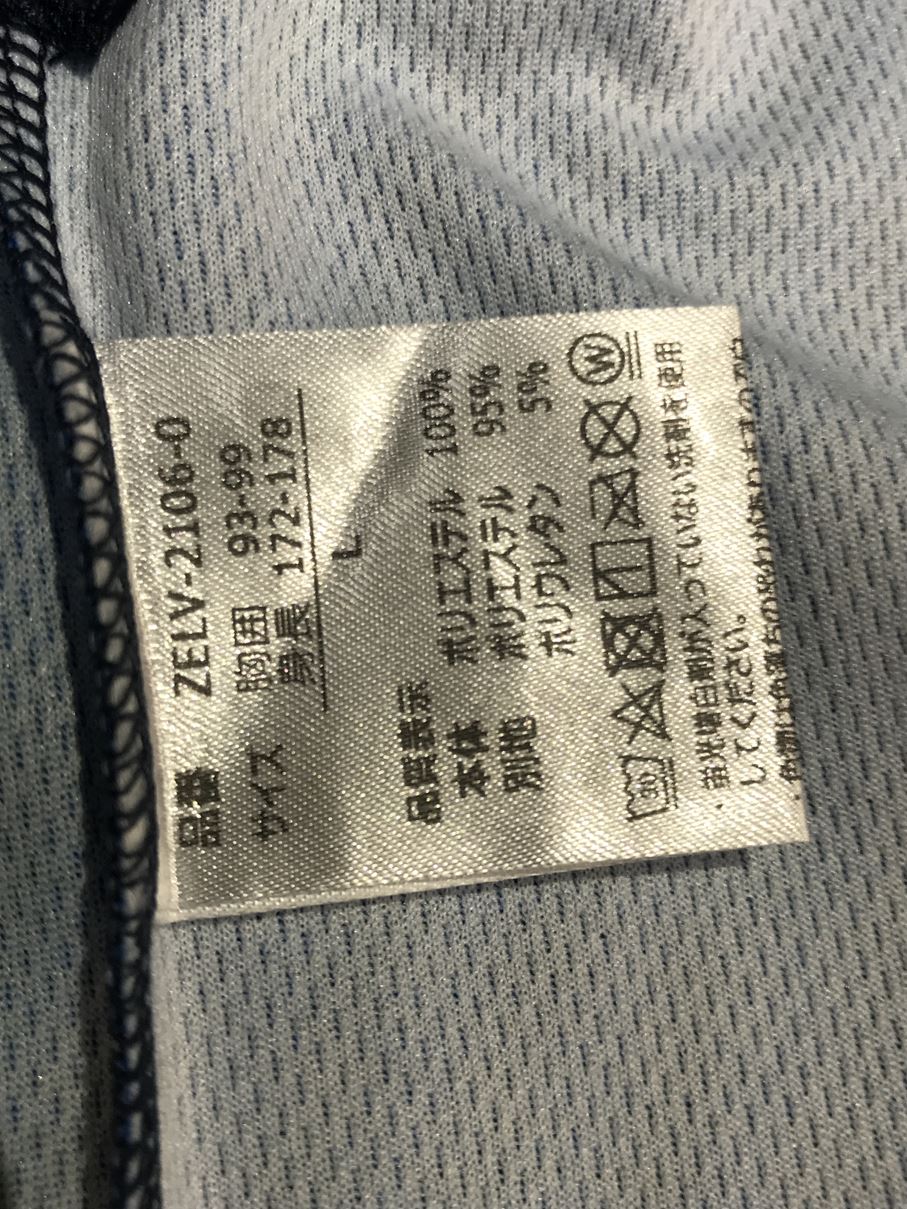 品番 ZELV-2106-0
サイズ 胸囲 93-99
身長 172-178
L
品質表示
本体 ポリエステル 100%
別地 ポリエステル 95%
ポリウレタン 5%
30 W
・蛍光増白剤が入っていない洗剤を使用
してください。